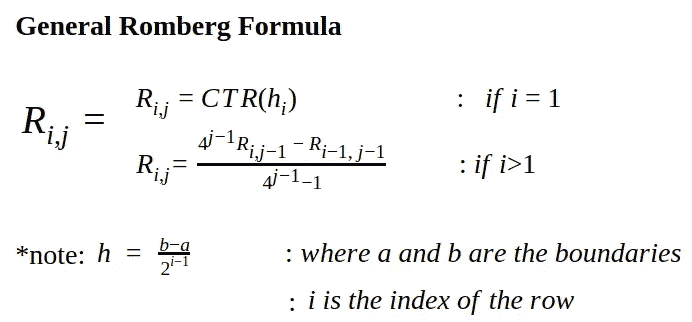 General Romberg Formula
R_{i,j} =
R_{i,j} = CTR(h_i) : if i = 1
R_{i,j} = \frac{4^{j-1}R_{i,j-1} - R_{i-1,j-1}}{4^{j-1}-1} : if i>1
*note: h = \frac{b-a}{2^{i-1}} : where a and b are the boundaries
: i is the index of the row